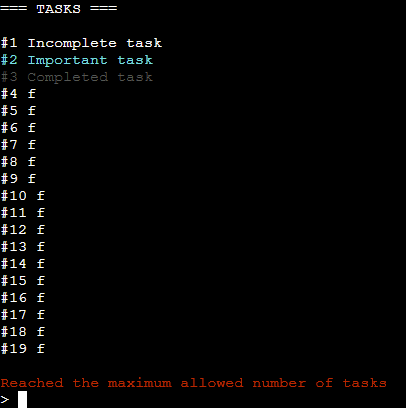 === TASKS ===
#1 Incomplete task
#2 Important task
#3 Completed task
#4 f
#5 f
#6 f
#7 f
#8 f
#9 f
#10 f
#11 f
#12 f
#13 f
#14 f
#15 f
#16 f
#17 f
#18 f
#19 f
Reached the maximum allowed number of tasks
>